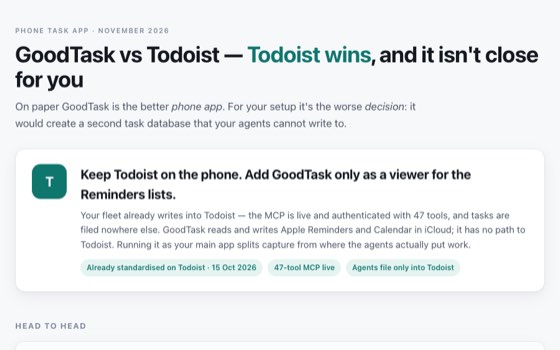 PHONE TASK APP · NOVEMBER 2026
GoodTask vs Todoist — Todoist wins, and it isn't close
for you
On paper GoodTask is the better phone app. For your setup it's the worse decision: it
would create a second task database that your agents cannot write to.
T
Keep Todoist on the phone. Add GoodTask only as a viewer for the
Reminders lists.
Your fleet already writes into Todoist — the MCP is live and authenticated with 47 tools, and tasks are
filed nowhere else. GoodTask reads and writes Apple Reminders and Calendar in iCloud; it has no path to
Todoist. Running it as your main app splits capture from where the agents actually put work.
Already standardised on Todoist · 15 Oct 2026
47-tool MCP live
Agents file only into Todoist
HEAD TO HEAD